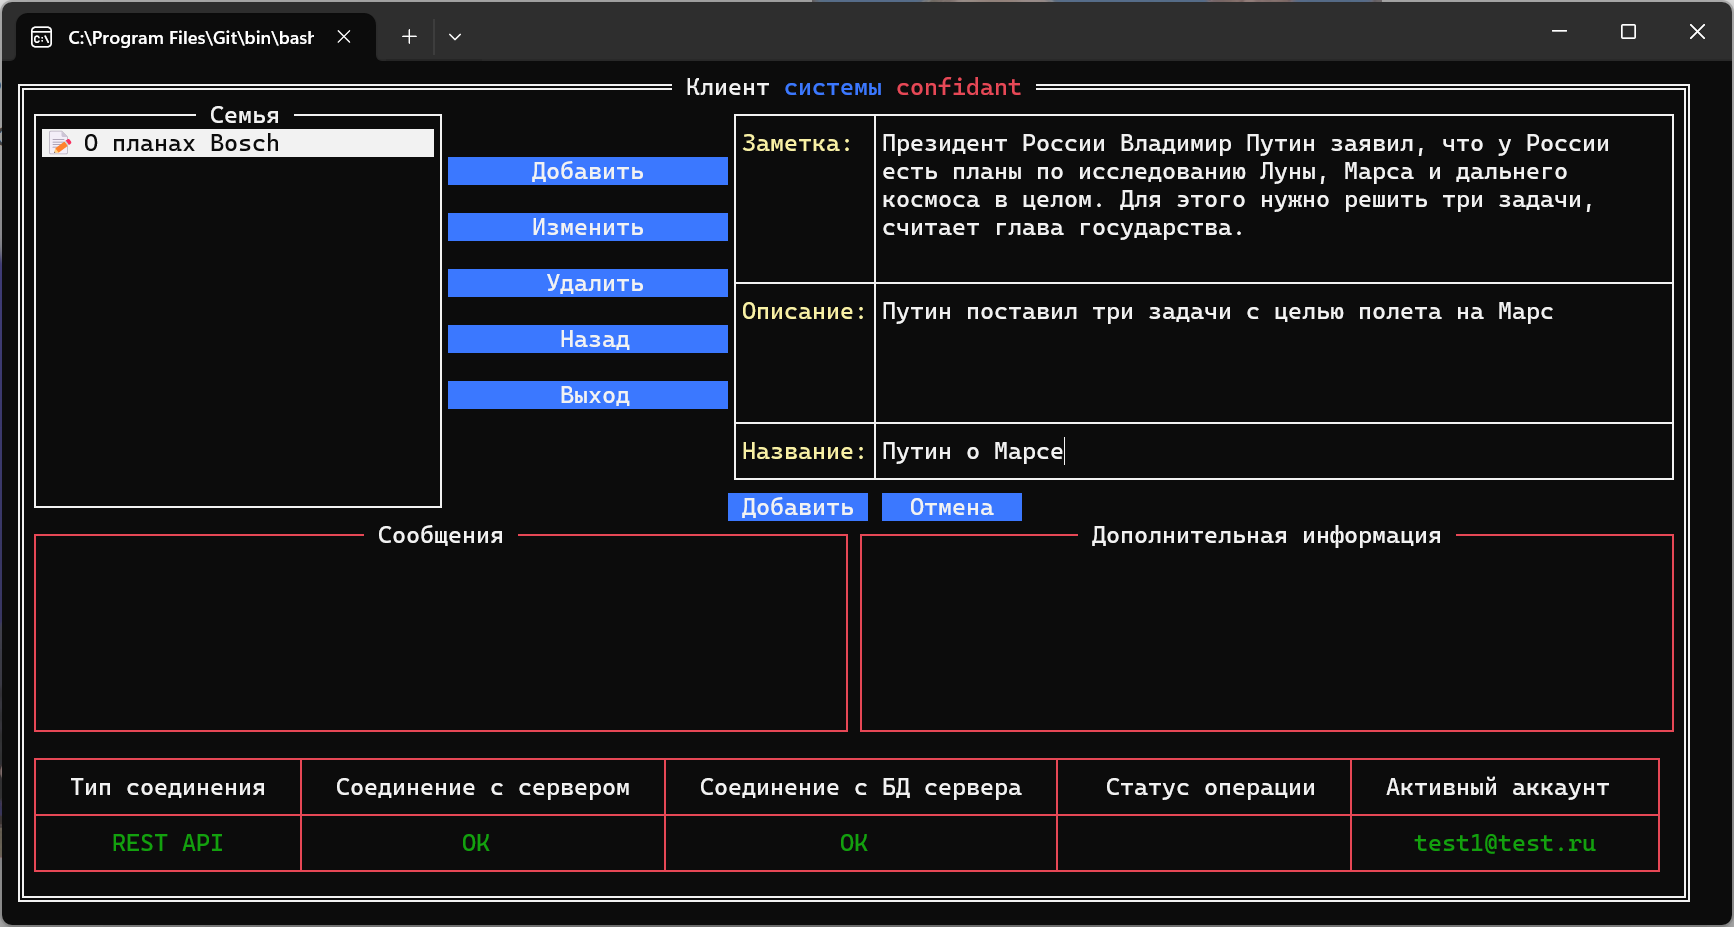 C:\Program Files\Git\bin\bash
Клиент системы confidant
Семья
О планах Bosch
Добавить
Изменить
Удалить
Назад
Выход
Заметка:
Президент России Владимир Путин заявил, что у России
есть планы по исследованию Луны, Марса и дальнего
космоса в целом. Для этого нужно решить три задачи,
считает глава государства.
Описание:
Путин поставил три задачи с целью полета на Марс
Название:
Путин о Марсе
Добавить Отмена
Сообщения
Дополнительная информация
Тип соединения Соединение с сервером Соединение с БД сервера Статус операции Активный аккаунт
REST API OK OK test1@test.ru